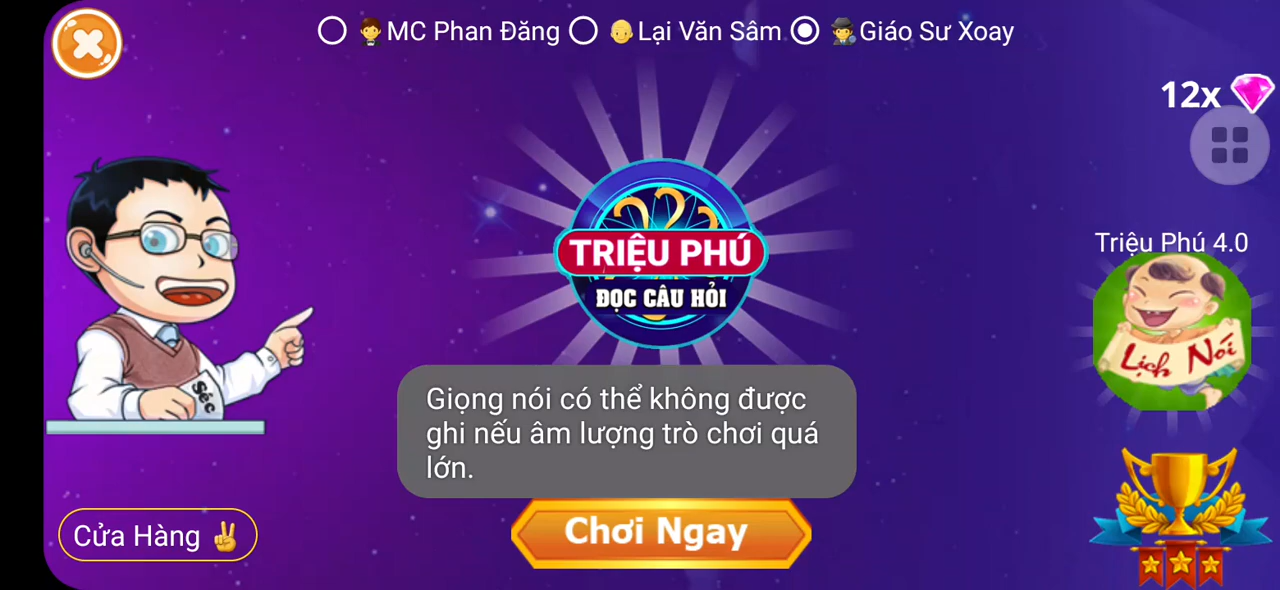 MC Phan Đăng Lại Văn Sâm Giáo Sư Xoay
12x
TRIỆU PHÚ
ĐỌC CÂU HỎI
Triệu Phú 4.0
Lịch Nói
Séc
Giọng nói có thể không được
ghi nếu âm lượng trò chơi quá
lớn.
Cửa Hàng ✌
Chơi Ngay